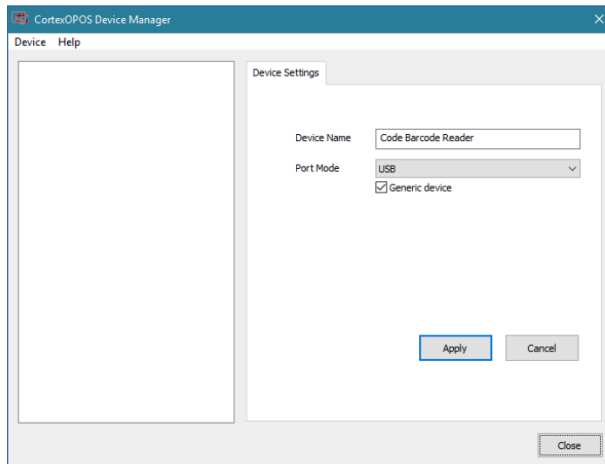 CortexOPOS Device Manager
Device Help
Device Settings
Device Name Code Barcode Reader
Port Mode USB
Generic device
Apply Cancel
Close